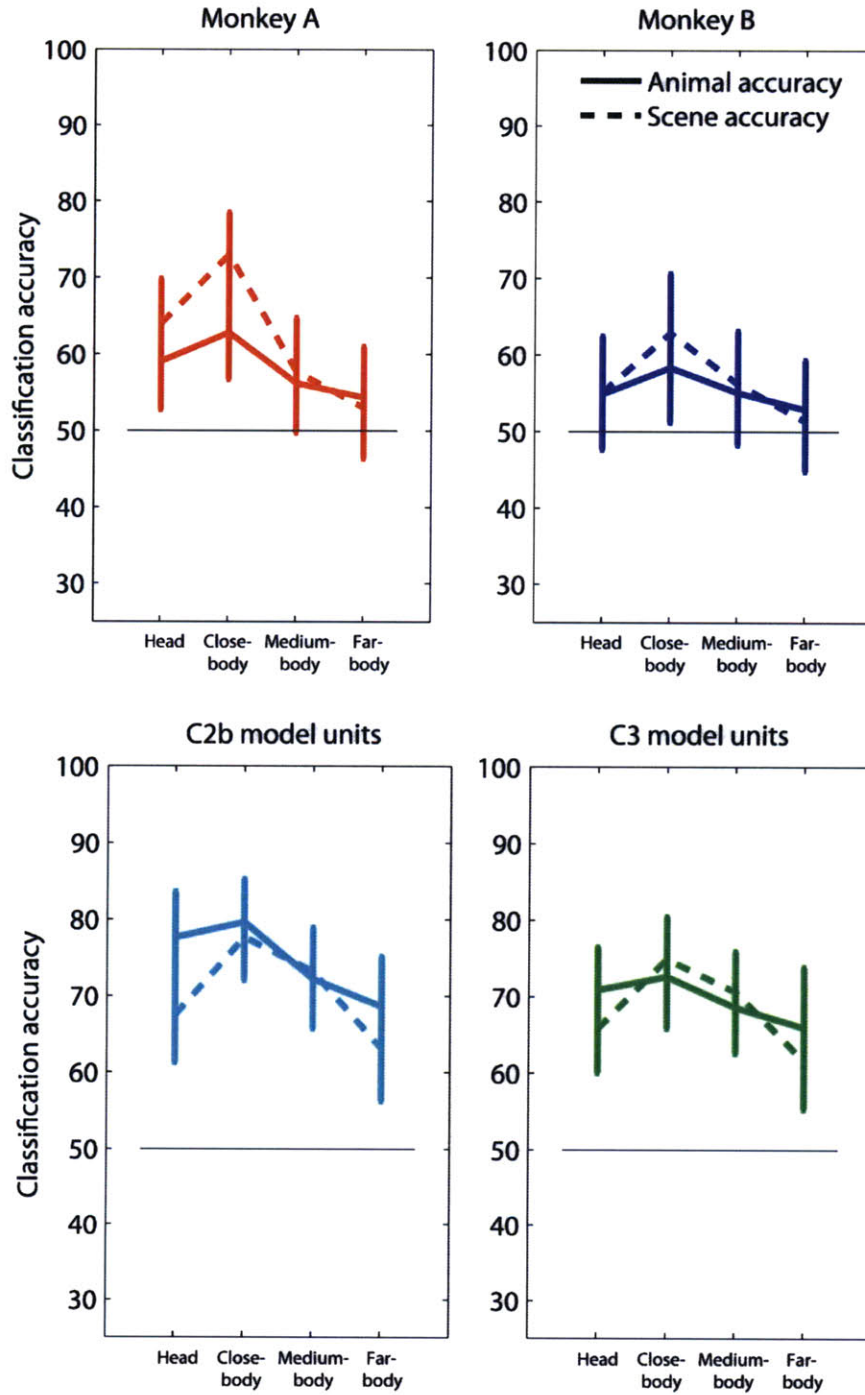 Monkey A
Monkey B
Classification accuracy
100
90
80
70
60
50
40
30
Head
Close-
body
Medium-
body
Far-
body
100
90
80
70
60
50
40
30
Animal accuracy
Scene accuracy
Head
Close-
body
Medium-
body
Far-
body
C2b model units
C3 model units
Classification accuracy
100
90
80
70
60
50
40
30
Head
Close-
body
Medium-
body
Far-
body
100
90
80
70
60
50
40
30
Head
Close-
body
Medium-
body
Far-
body